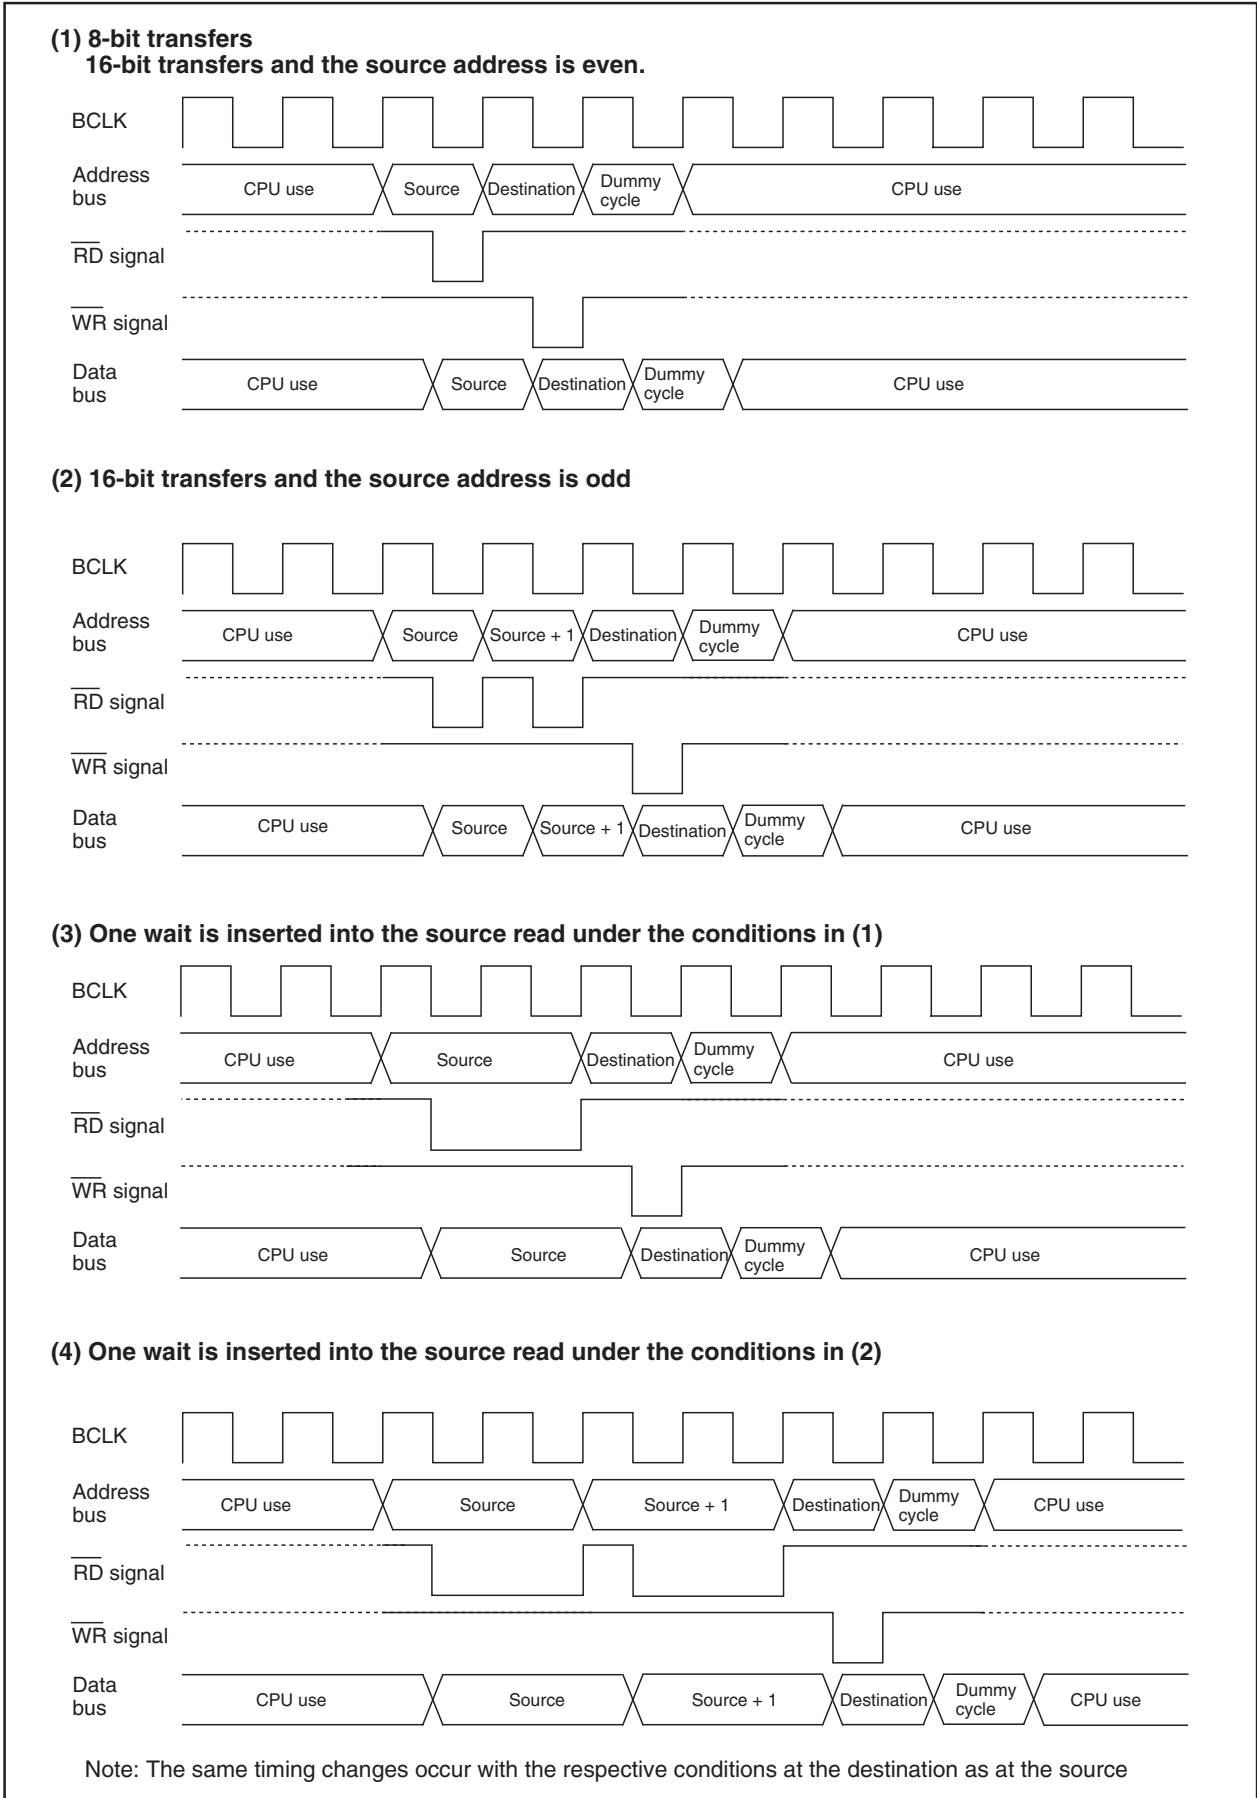 (1) 8-bit transfers
16-bit transfers and the source address is even.
BCLK
Address
bus
CPU use
Source
Destination
Dummy
cycle
CPU use
RD signal
WR signal
Data
bus
CPU use
Source
Destination
Dummy
cycle
CPU use
(2) 16-bit transfers and the source address is odd
BCLK
Address
bus
CPU use
Source
Source + 1
Destination
Dummy
cycle
CPU use
RD signal
WR signal
Data
bus
CPU use
Source
Source + 1
Destination
Dummy
cycle
CPU use
(3) One wait is inserted into the source read under the conditions in (1)
BCLK
Address
bus
CPU use
Source
Destination
Dummy
cycle
CPU use
RD signal
WR signal
Data
bus
CPU use
Source
Destination
Dummy
cycle
CPU use
(4) One wait is inserted into the source read under the conditions in (2)
BCLK
Address
bus
CPU use
Source
Source + 1
Destination
Dummy
cycle
CPU use
RD signal
WR signal
Data
bus
CPU use
Source
Source + 1
Destination
Dummy
cycle
CPU use
Note: The same timing changes occur with the respective conditions at the destination as at the source